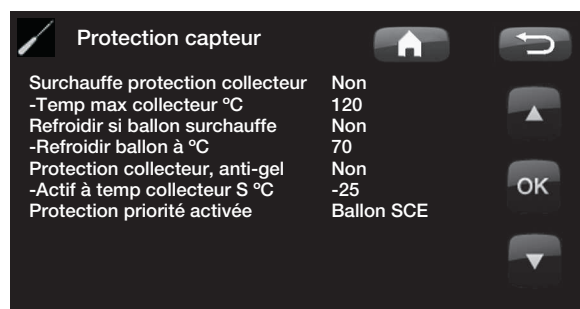 Protection capteur
Surchauffe protection collecteur Non
-Temp max collecteur ºC 120
Refroidir si ballon surchauffe Non
-Refroidir ballon à ºC 70
Protection collecteur, anti-gel Non
-Actif à temp collecteur S ºC -25
Protection priorité activée Ballon SCE
OK